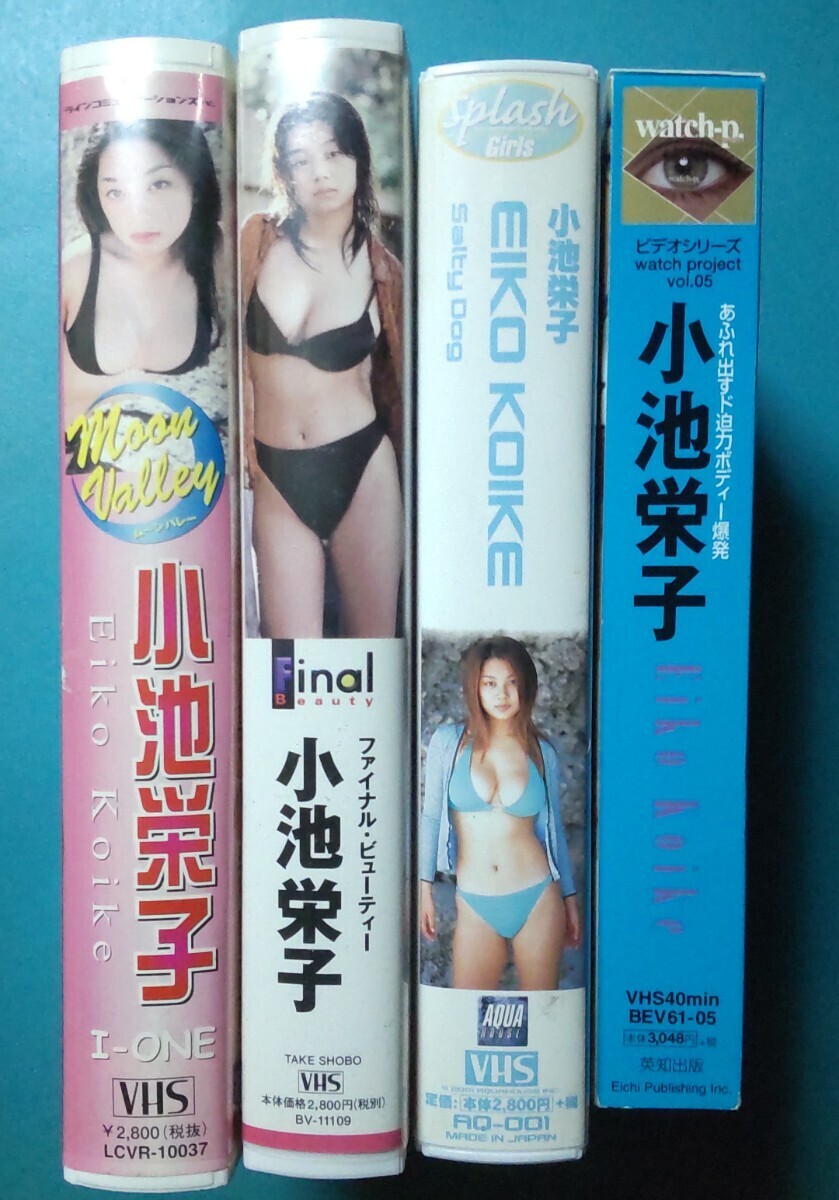 ラインコミュニケーションズ
Moon Valley
ムーンバレー
小池栄子
Eiko Koike
I-ONE
VHS
¥2,800(税抜)
LCVR-10037
Final
Beauty
ファイナル・ビューティー
小池栄子
TAKE SHOBO
VHS
本体価格2,800円(税別)
BV-11109
Splash
Girls
小池栄子
EIKO KOIKE
Salty Dog
AQUA
HOUSE
VHS
定価:本体2,800円+税
AQ-001
MADE IN JAPAN
watch-p.
watch-p.
ビデオシリーズ
watch project
vol.05
あふれ出すド迫力ボディー爆発
小池栄子
Eiko Koike
VHS40min
BEV61-05
本体3,048円+税
英知出版
Eichi Publishing Inc.